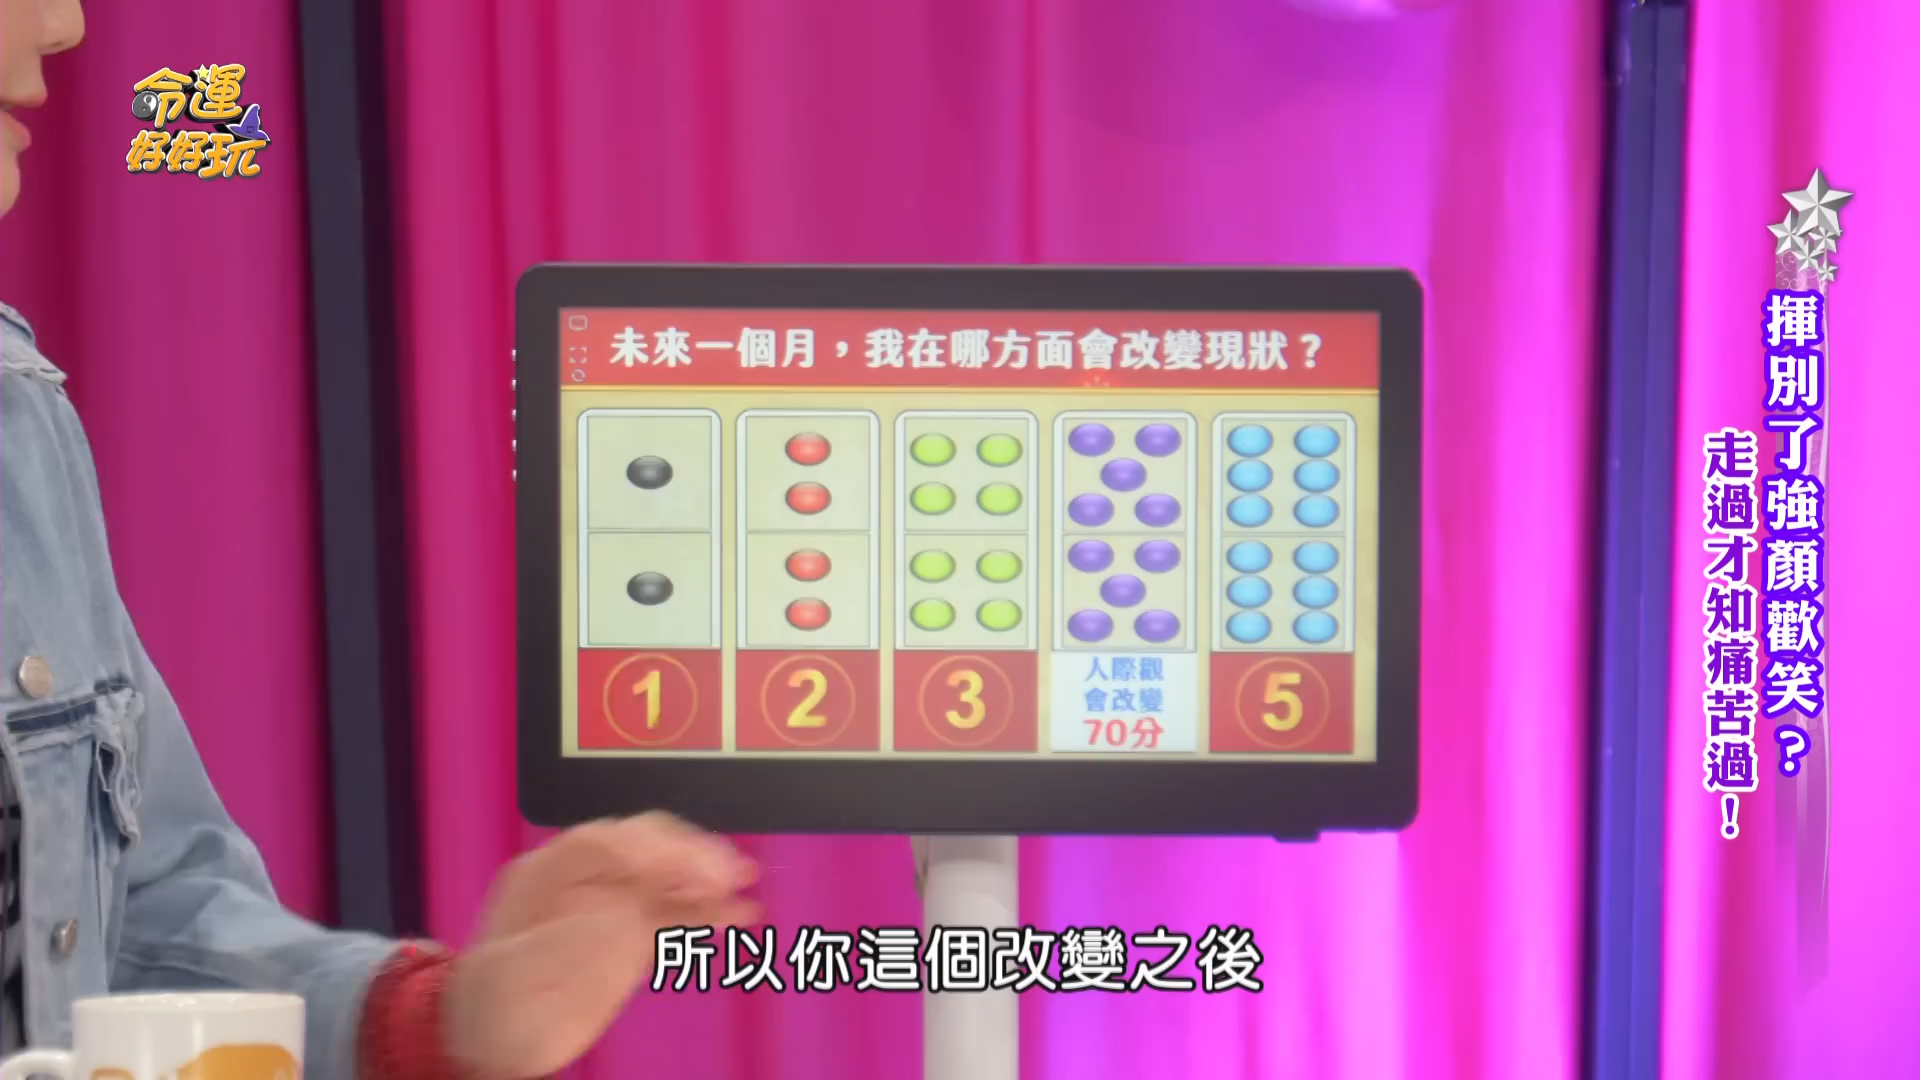 命運
好好玩
未來一個月，我在哪方面會改變現狀？
1
2
3
人際觀
會改變
70分
5
揮別了強顏歡笑？
走過才知痛苦過！
所以你這個改變之後